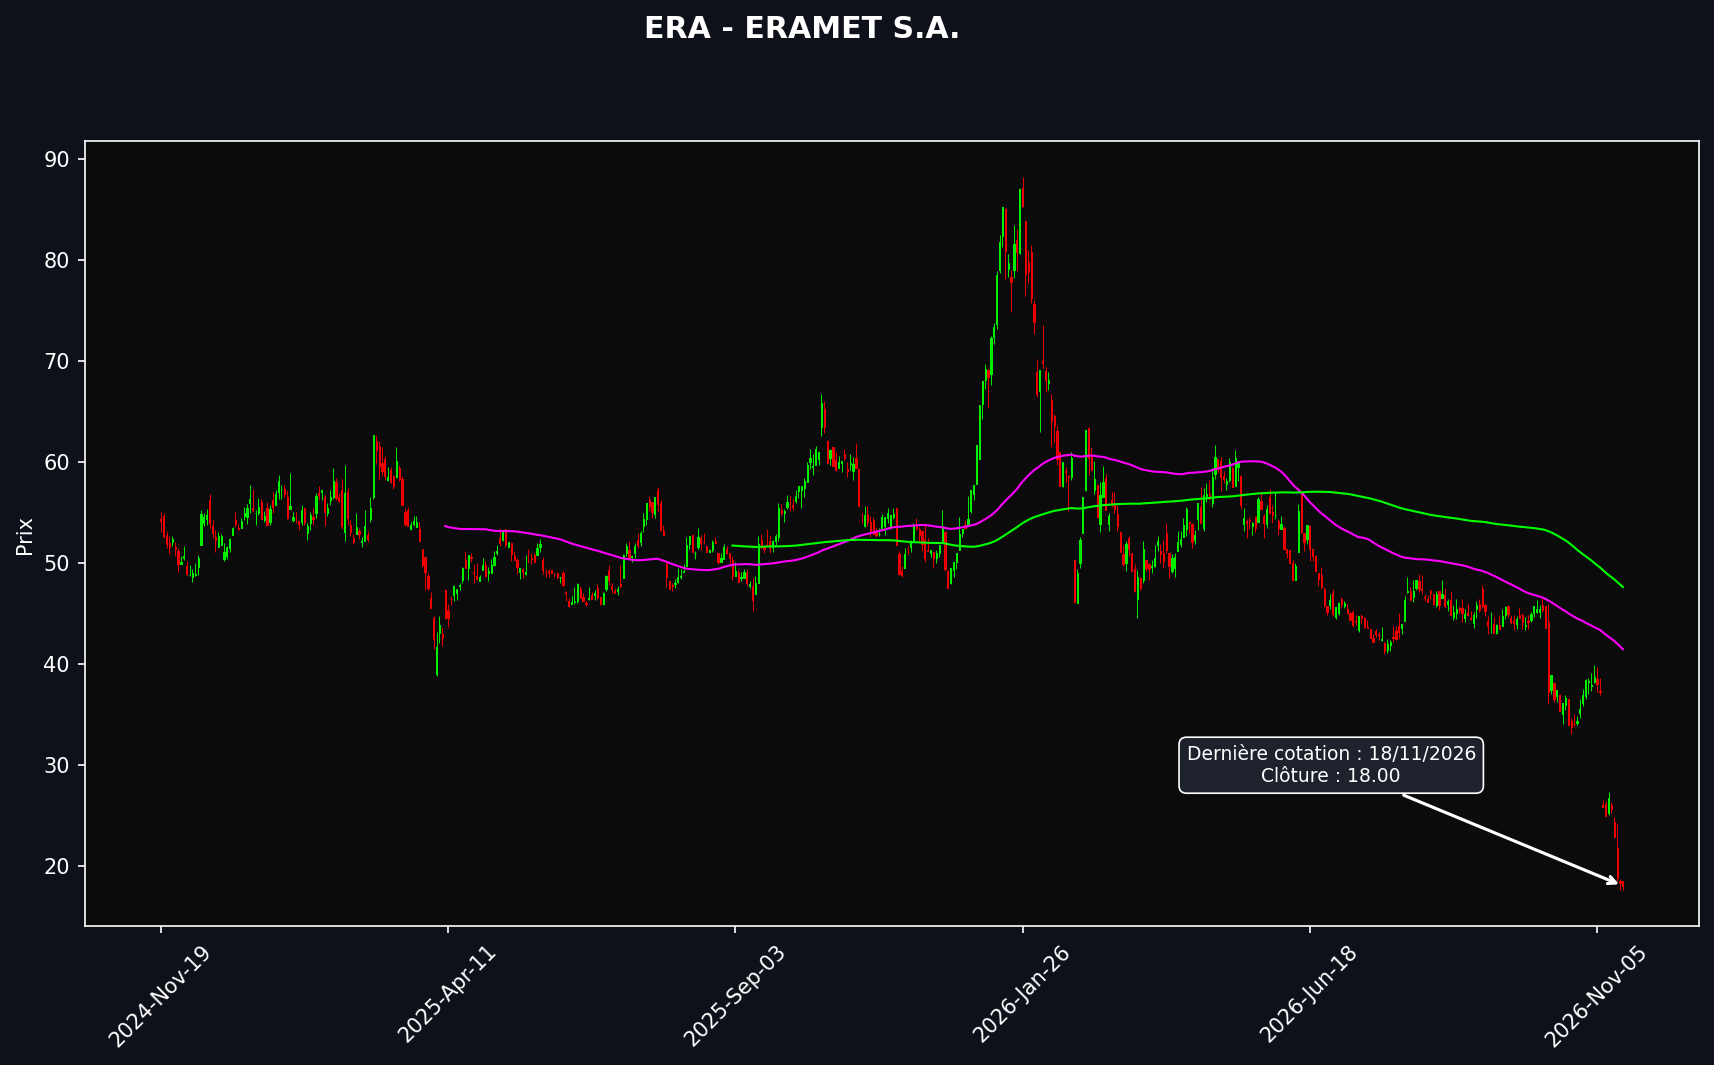 ERA - ERAMET S.A.
Prix
90
80
70
60
50
40
30
20
Dernière cotation : 18/11/2026
Clôture : 18.00
2024-Nov-19
2025-Apr-11
2025-Sep-03
2026-Jan-26
2026-Jun-18
2026-Nov-05